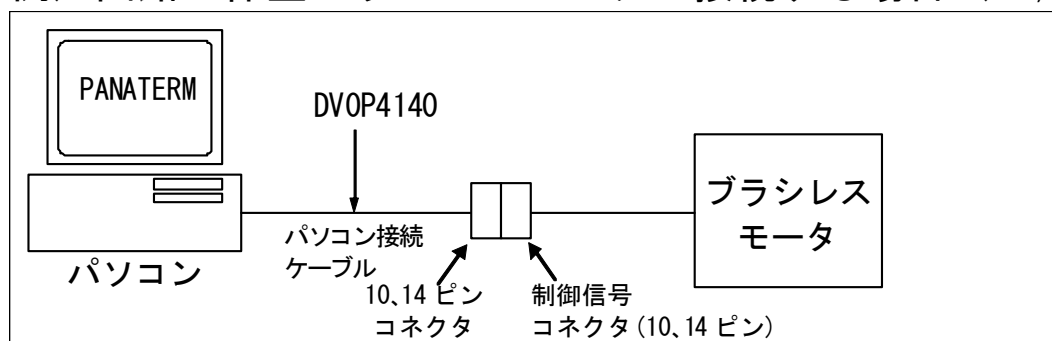 PANATERM
DV0P4140
ブラシレス
モータ
パソコン接続
ケーブル
パソコン
10、14 ピン
コネクタ
制御信号
コネクタ(10、14 ピン)